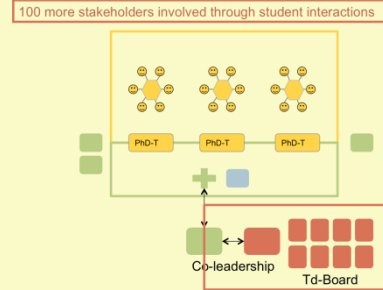 100 more stakeholders involved through student interactions
PhD-T PhD-T PhD-T
Co-leadership
Td-Board